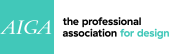 AIGA
the professional
association for design